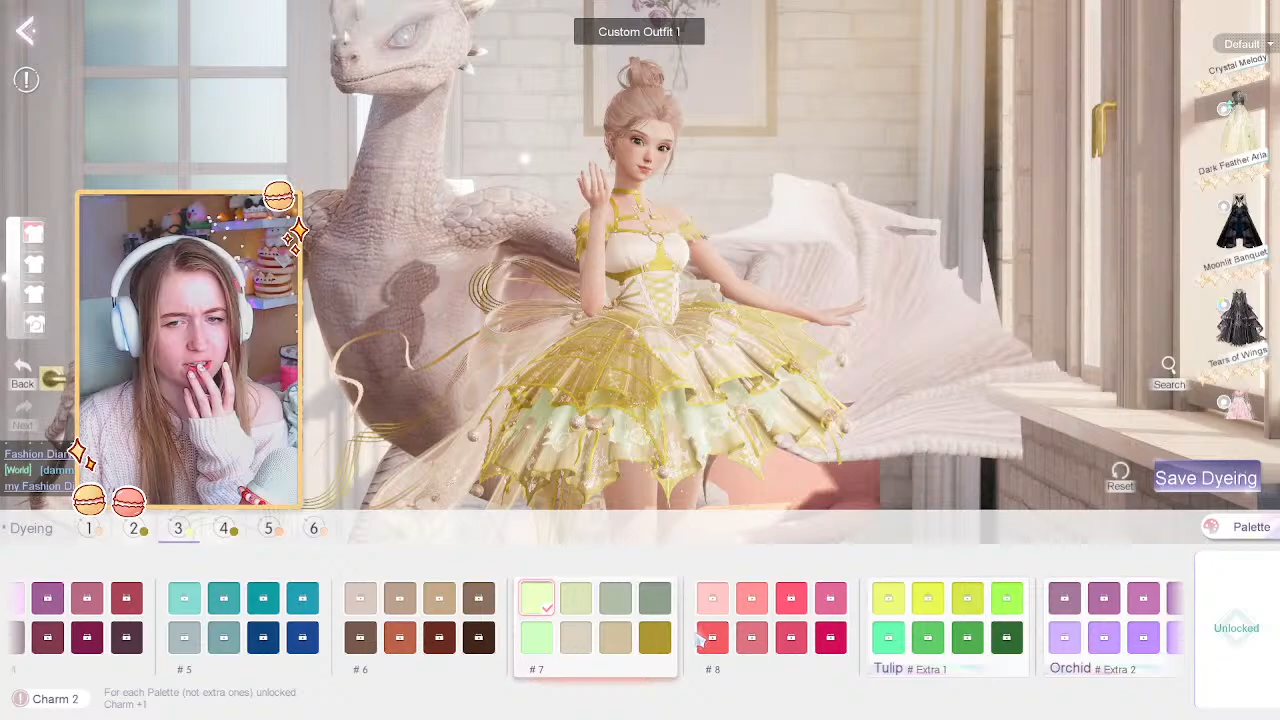 Custom Outfit 1
Default
Crystal Melody
Dark Feather Aria
Moonlit Banquet
Tears of Wings
Search
Back
Next
Fashion Diar
[World] [damm
my Fashion D
Reset
Save Dyeing
Dyeing
1
2
3
4
5
6
Palette
# 5
# 6
# 7
# 8
Tulip # Extra 1
Orchid # Extra 2
Unlocked
Charm 2
For each Palette (not extra ones) unlocked
Charm +1